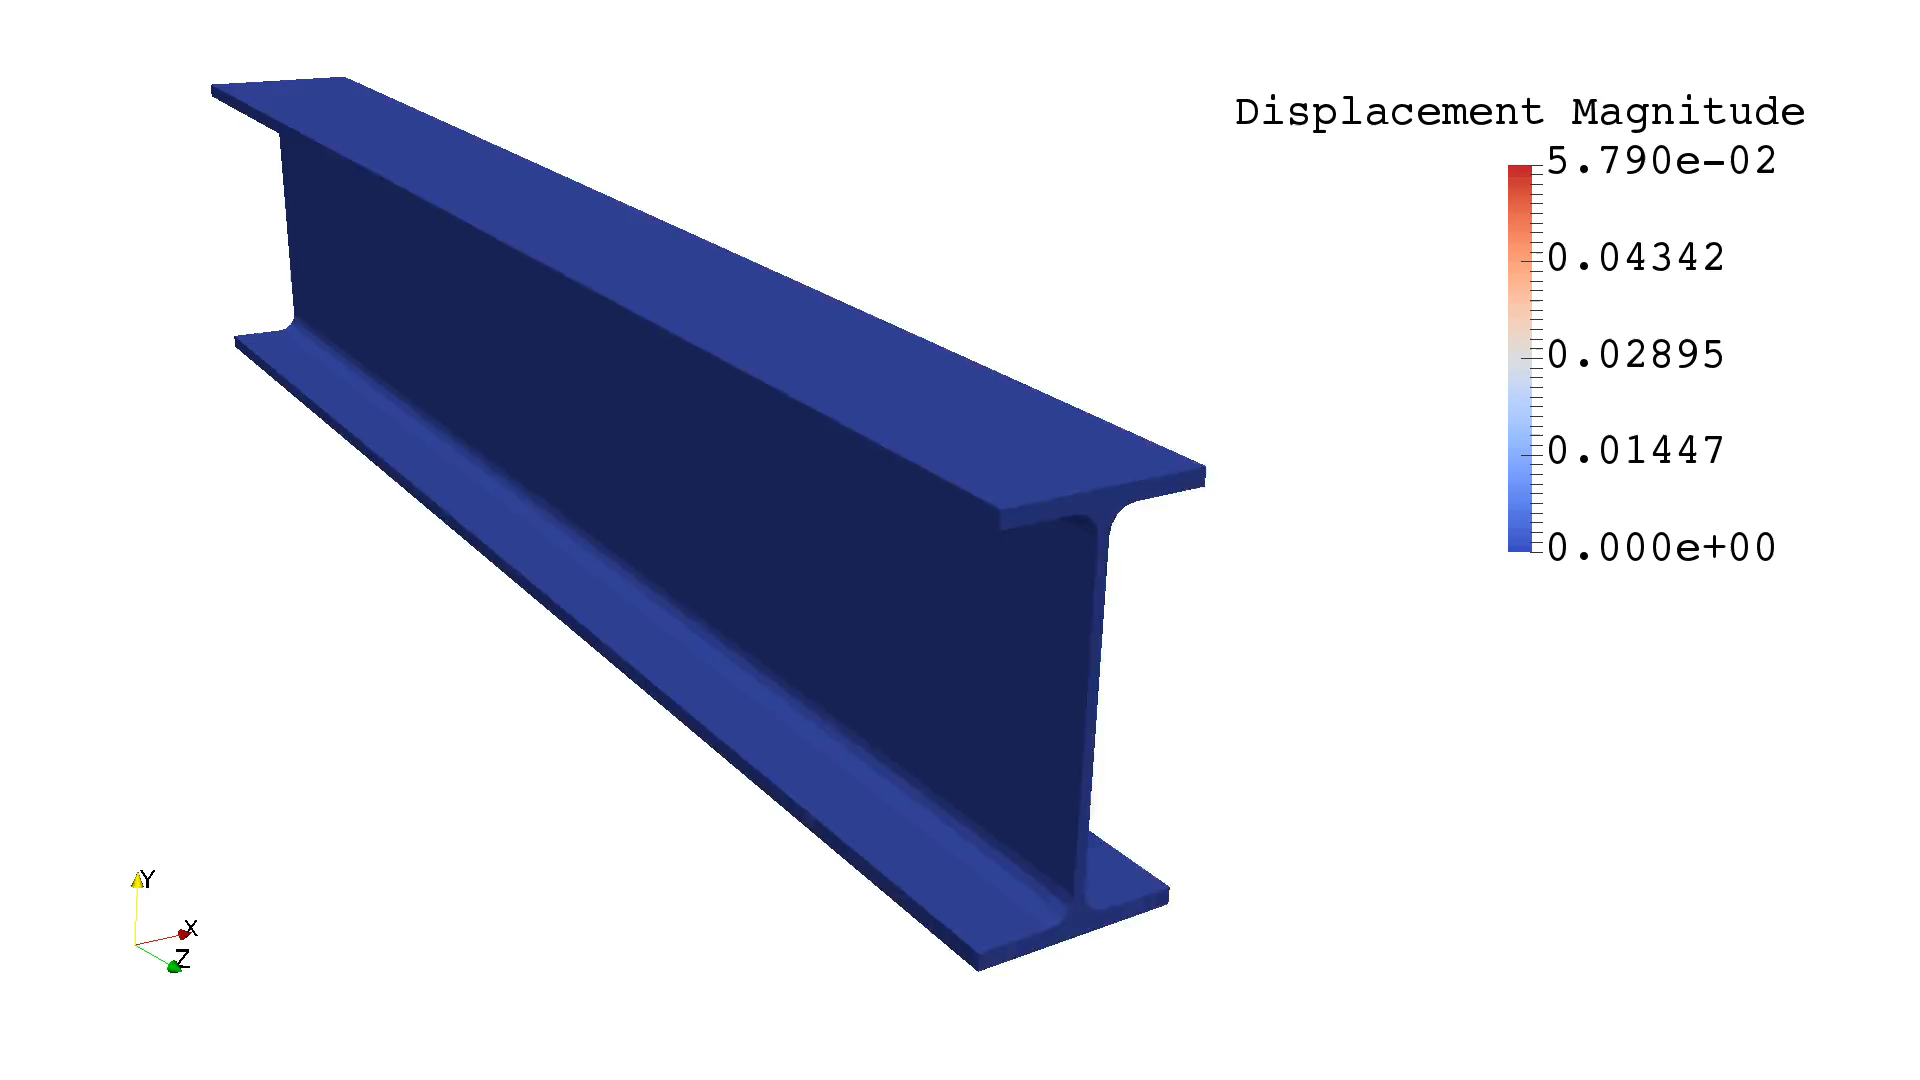 Displacement Magnitude
5.790e-02
0.04342
0.02895
0.01447
0.000e+00
Y
X
Z